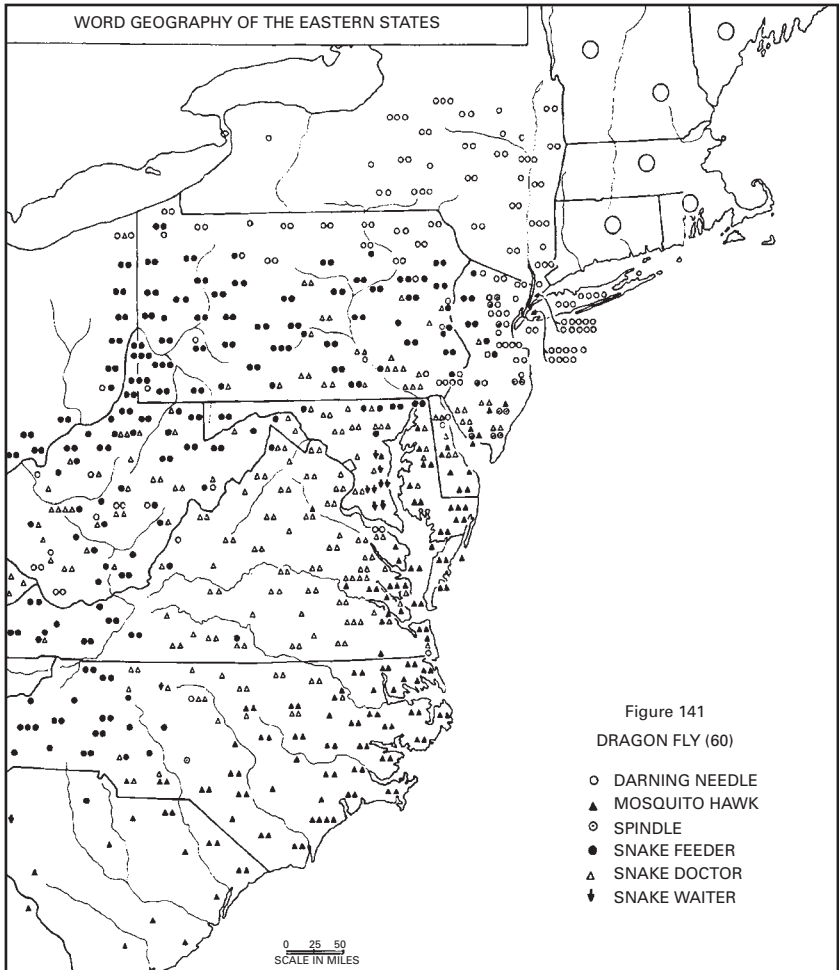 WORD GEOGRAPHY OF THE EASTERN STATES
Figure 141
DRAGON FLY (60)
DARNING NEEDLE
MOSQUITO HAWK
SPINDLE
SNAKE FEEDER
SNAKE DOCTOR
SNAKE WAITER
0 25 50
SCALE IN MILES